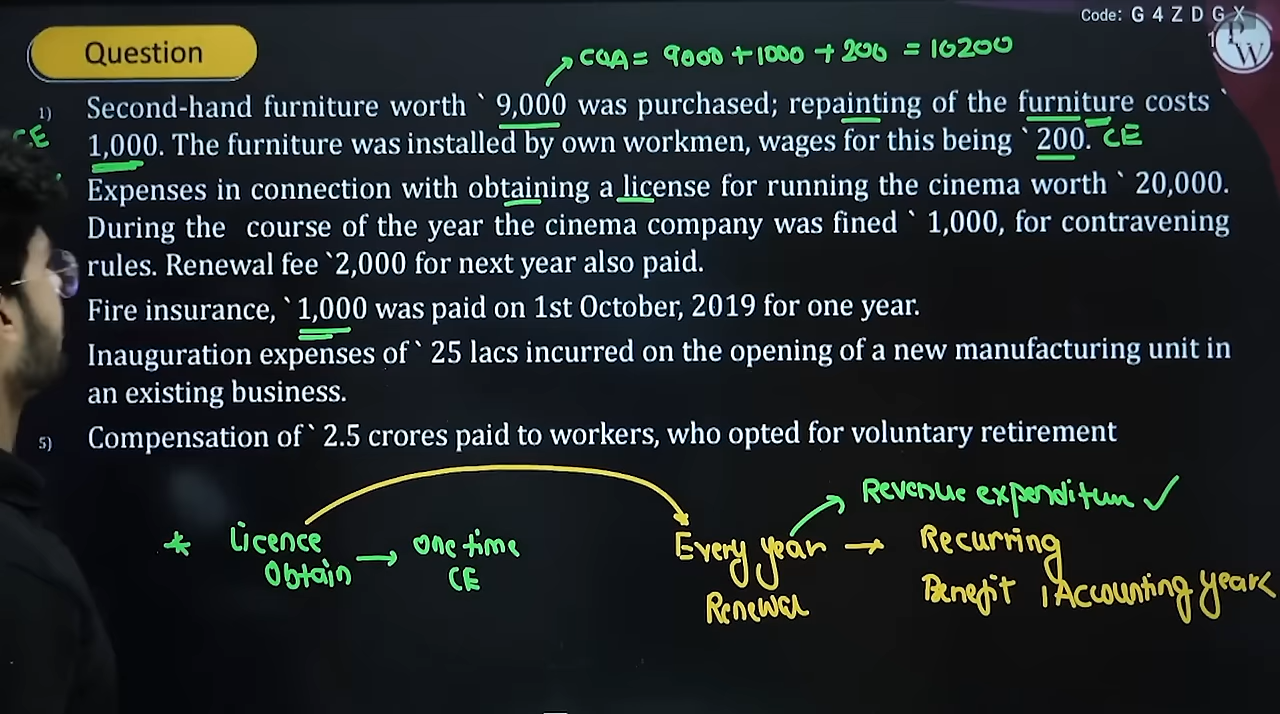 Code: G 4 Z D G X
Question
PW
COA = 9000 + 1000 + 200 = 10200
1) Second-hand furniture worth ` 9,000 was purchased; repainting of the furniture costs `
CE 1,000. The furniture was installed by own workmen, wages for this being ` 200. CE
Expenses in connection with obtaining a license for running the cinema worth ` 20,000.
During the course of the year the cinema company was fined ` 1,000, for contravening
rules. Renewal fee `2,000 for next year also paid.
Fire insurance, ` 1,000 was paid on 1st October, 2019 for one year.
Inauguration expenses of ` 25 lacs incurred on the opening of a new manufacturing unit in
an existing business.
5) Compensation of ` 2.5 crores paid to workers, who opted for voluntary retirement
Revenue expenditure
* Licence Obtain → One time CE
Every year Renewal → Recurring
Benefit 1 Accounting year